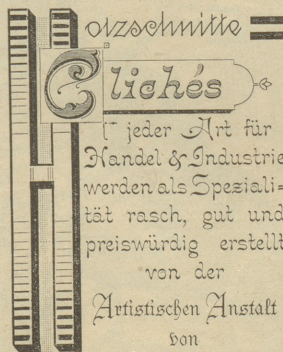 olzschnitte
Clichés
jeder Art für
Handel & Industrie
werden als Speziali-
tät rasch, gut und
preiswürdig erstellt
von der
Artistischen Anstalt
von